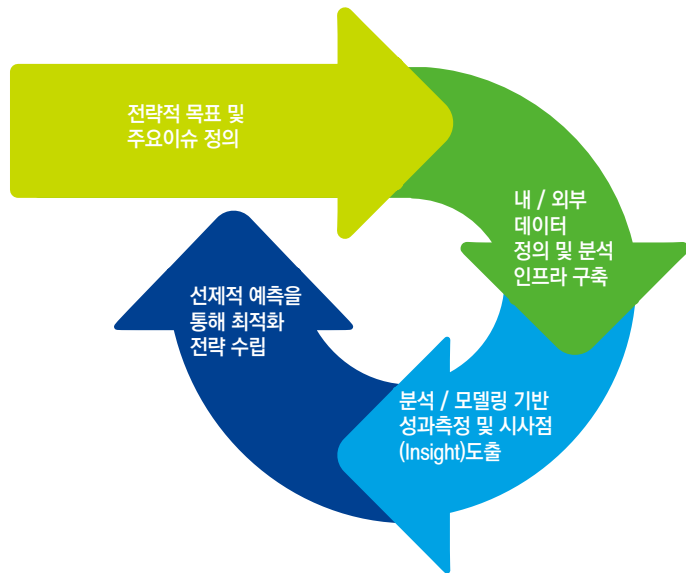 전략적 목표 및
주요이슈 정의
내 / 외부
데이터
정의 및 분석
인프라 구축
분석 / 모델링 기반
성과측정 및 시사점
(Insight)도출
선제적 예측을
통해 최적화
전략 수립